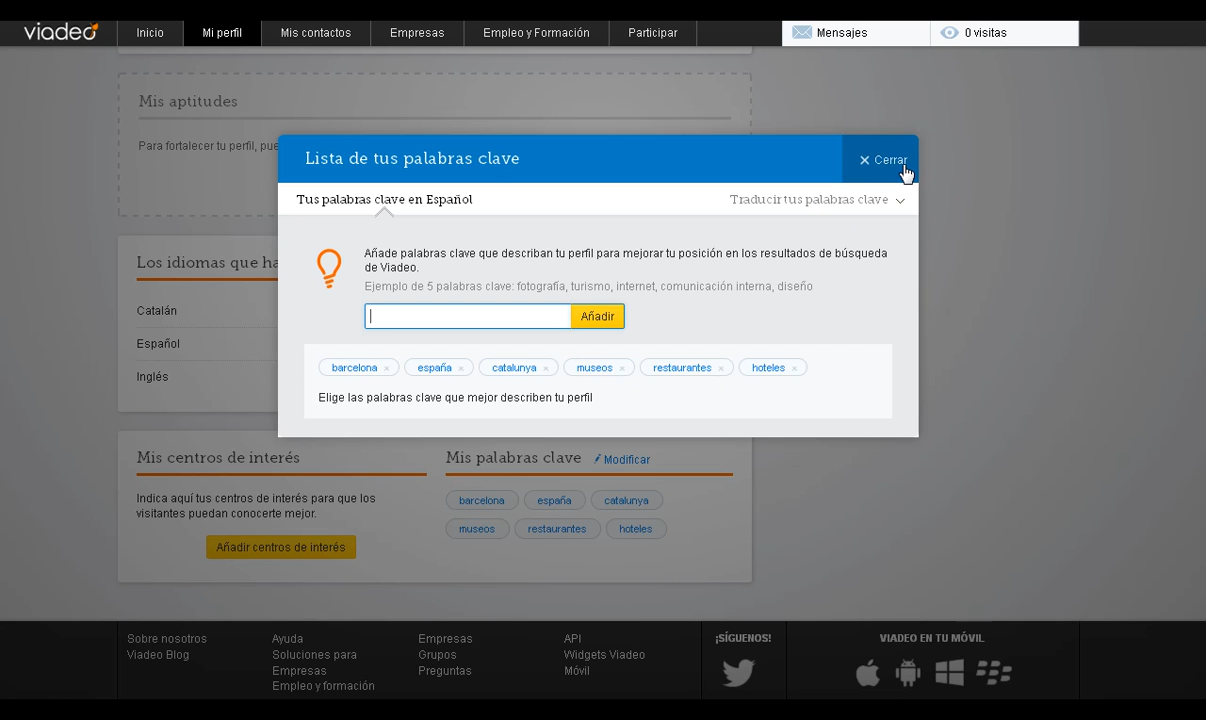 viadeo
Inicio
Mi perfil
Mis contactos
Empresas
Empleo y Formación
Participar
Mensajes
0 visitas
Mis aptitudes
Para fortalecer tu perfil, pue
Lista de tus palabras clave
Cerrar
Tus palabras clave en Español
Traducir tus palabras clave
Añade palabras clave que describan tu perfil para mejorar tu posición en los resultados de búsqueda
de Viadeo.
Ejemplo de 5 palabras clave: fotografía, turismo, internet, comunicación interna, diseño
Añadir
barcelona × españa × catalunya × museos × restaurantes × hoteles ×
Elige las palabras clave que mejor describen tu perfil
Los idiomas que ha
Catalán
Español
Inglés
Mis centros de interés
Indica aquí tus centros de interés para que los
visitantes puedan conocerte mejor.
Añadir centros de interés
Mis palabras clave
Modificar
barcelona españa catalunya
museos restaurantes hoteles
Sobre nosotros
Viadeo Blog
Ayuda
Soluciones para
Empresas
Empleo y formación
Empresas
Grupos
Preguntas
API
Widgets Viadeo
Móvil
¡SÍGUENOS!
VIADEO EN TU MÓVIL